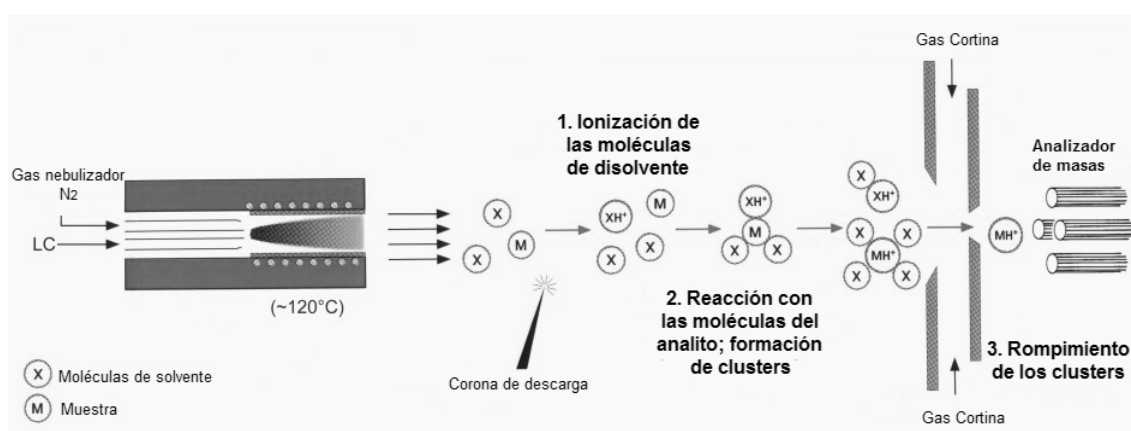 Gas Cortina
1. Ionización de
las moléculas
de disolvente
Analizador
de masas
Gas nebulizador
N2
LC
X
M
X
X
XH+
M
X
X
XH+
M
X
X
X
XH+
X
X
MH+
X
X
MH+
(~120°C)
2. Reacción con
las moléculas del
analito; formación
de clusters
3. Rompimiento
de los clusters
Corona de descarga
X Moléculas de solvente
M Muestra
Gas Cortina